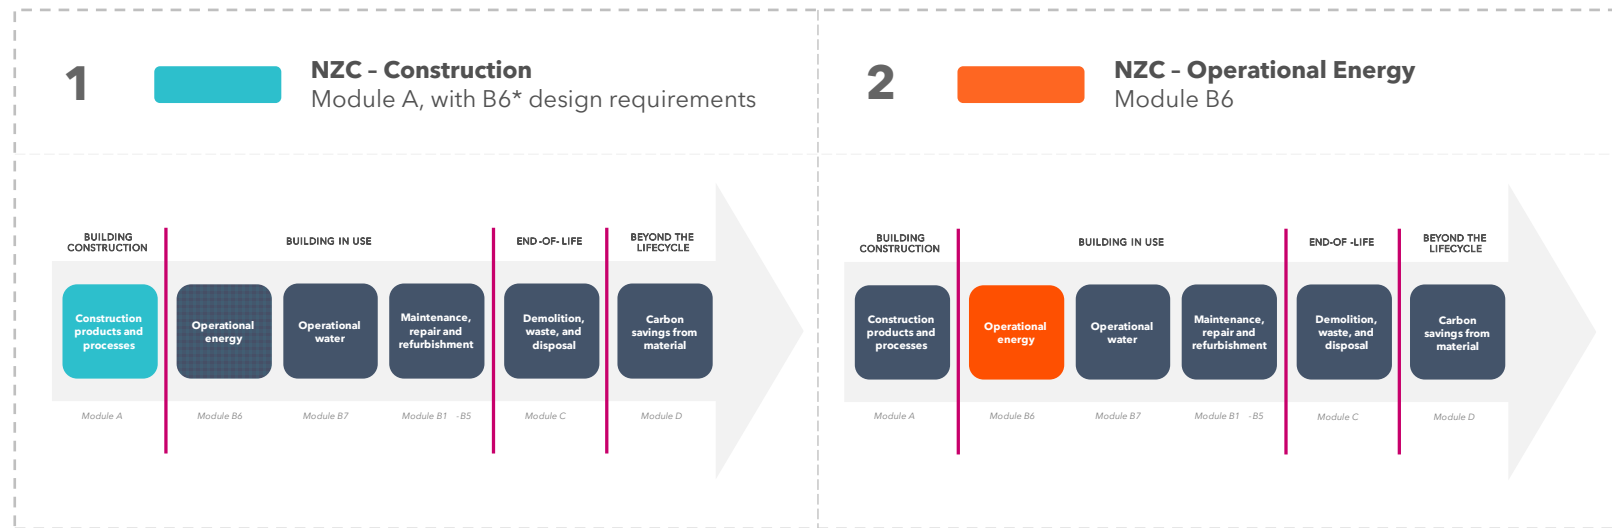 1
NZC – Construction
Module A, with B6* design requirements
BUILDING
CONSTRUCTION
BUILDING IN USE
END-OF- LIFE
BEYOND THE
LIFECYCLE
Construction
products and
processes
Operational
energy
Operational
water
Maintenance,
repair and
refurbishment
Demolition,
waste, and
disposal
Carbon
savings from
material
Module A
Module B6
Module B7
Module B1 -B5
Module C
Module D
2
NZC – Operational Energy
Module B6
BUILDING
CONSTRUCTION
BUILDING IN USE
END-OF -LIFE
BEYOND THE
LIFECYCLE
Construction
products and
processes
Operational
energy
Operational
water
Maintenance,
repair and
refurbishment
Demolition,
waste, and
disposal
Carbon
savings from
material
Module A
Module B6
Module B7
Module B1 -B5
Module C
Module D